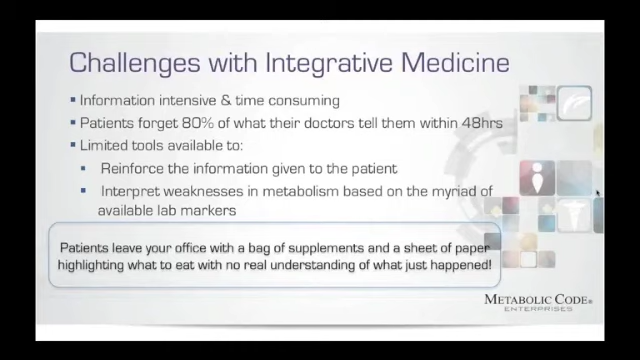 Challenges with Integrative Medicine
▪ Information intensive & time consuming
▪ Patients forget 80% of what their doctors tell them within 48hrs
▪ Limited tools available to:
▪ Reinforce the information given to the patient
▪ Interpret weaknesses in metabolism based on the myriad of
available lab markers
Patients leave your office with a bag of supplements and a sheet of paper
highlighting what to eat with no real understanding of what just happened!
METABOLIC CODE®
ENTERPRISES